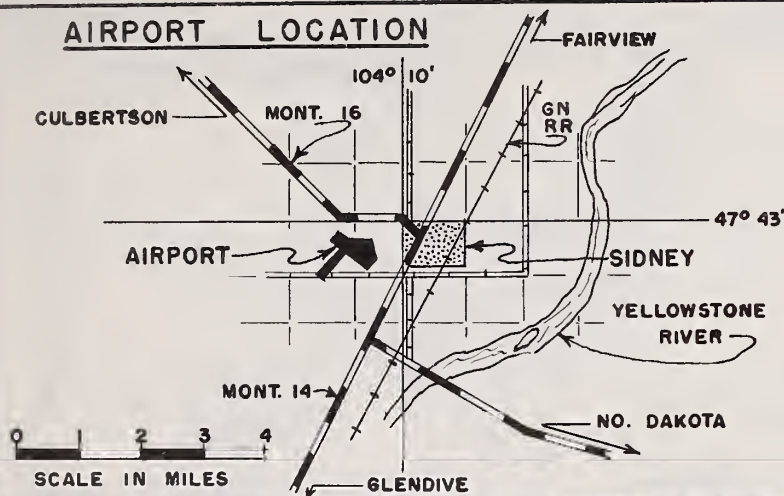 AIRPORT LOCATION
FAIRVIEW
104° 10'
CULBERTSON
MONT. 16
GN
RR
47° 43'
AIRPORT
SIDNEY
YELLOWSTONE
RIVER
MONT. 14
NO. DAKOTA
0 1 2 3 4
SCALE IN MILES
GLENDIVE